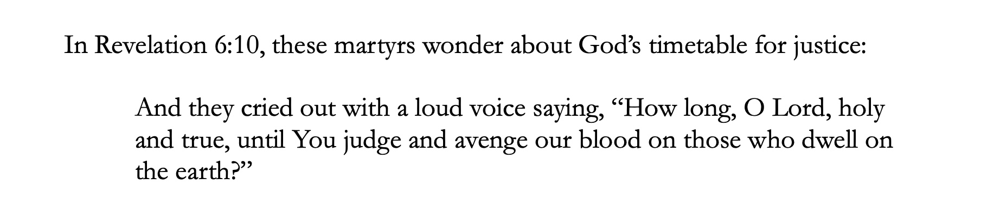 In Revelation 6:10, these martyrs wonder about God’s timetable for justice:
And they cried out with a loud voice saying, “How long, O Lord, holy
and true, until You judge and avenge our blood on those who dwell on
the earth?”